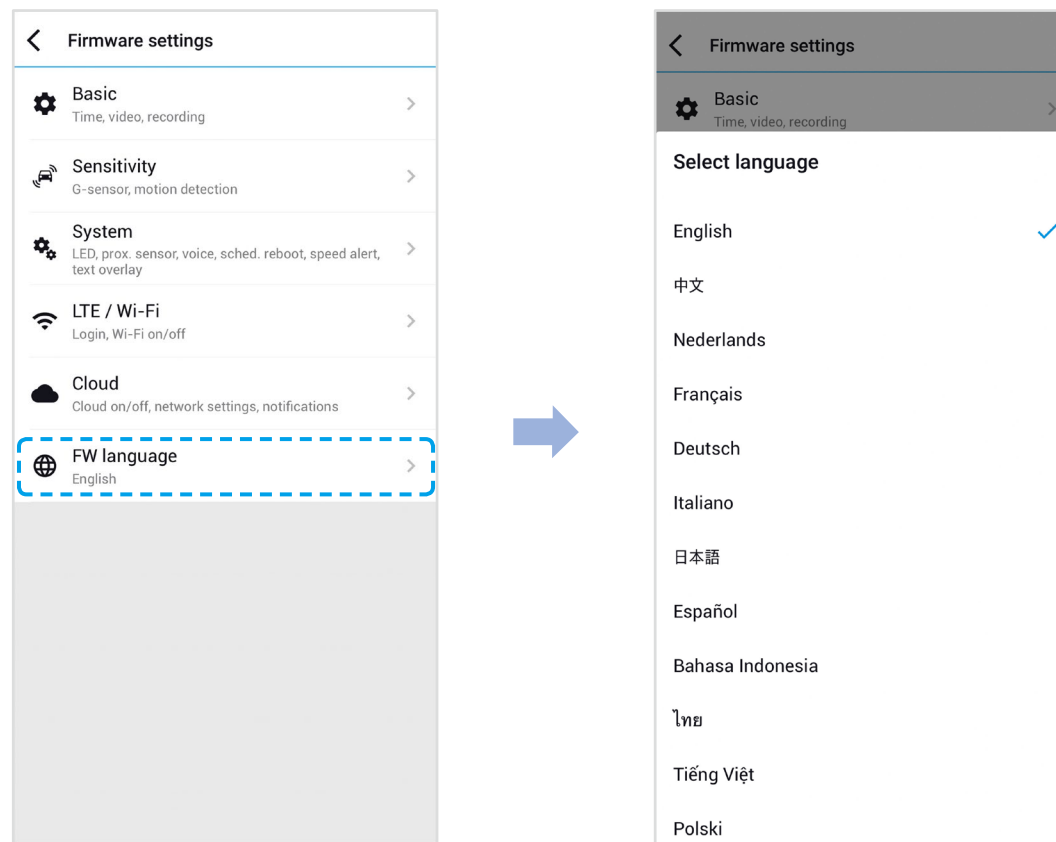 Firmware settings
Basic
Time, video, recording
Sensitivity
G-sensor, motion detection
System
LED, prox. sensor, voice, sched. reboot, speed alert,
text overlay
LTE / Wi-Fi
Login, Wi-Fi on/off
Cloud
Cloud on/off, network settings, notifications
FW language
English
Firmware settings
Basic
Time, video, recording
Select language
English
中文
Nederlands
Français
Deutsch
Italiano
日本語
Español
Bahasa Indonesia
ไทย
Tiếng Việt
Polski